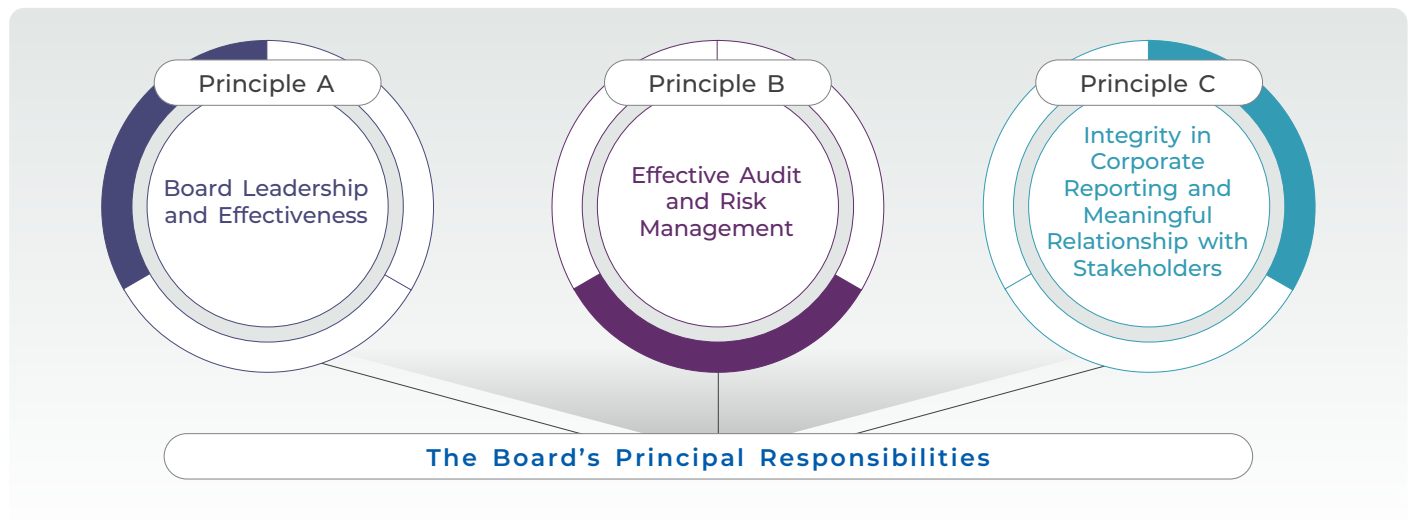 Principle A
Board Leadership
and Effectiveness
Principle B
Effective Audit
and Risk
Management
Principle C
Integrity in
Corporate
Reporting and
Meaningful
Relationship with
Stakeholders
The Board’s Principal Responsibilities